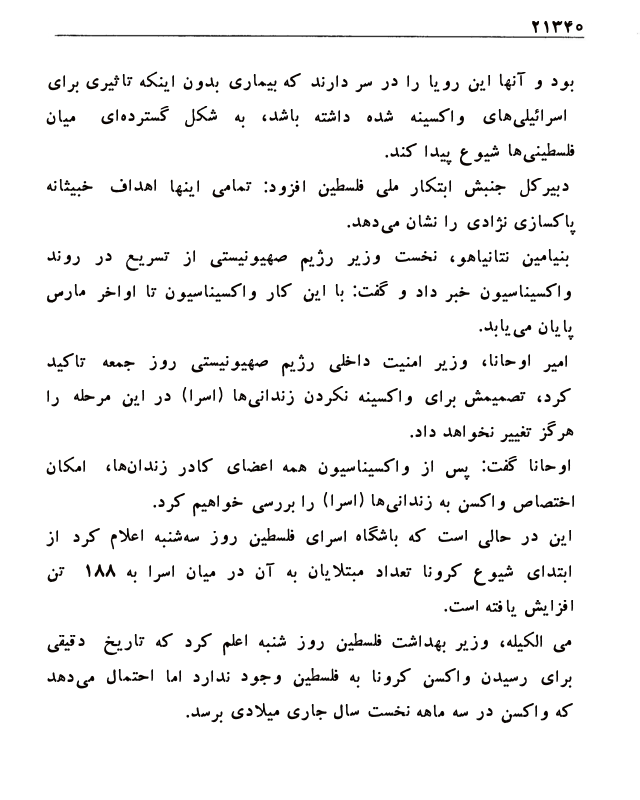 ۲۱۳۴۰
بود و آنها این رویا را در سر دارند که بیماری بدون اینکه تاثیری برای
اسرائیلی‌های واکسینه شده داشته باشد، به شکل گسترده‌ای میان
فلسطینی‌ها شیوع پیدا کند.
دبیرکل جنبش ابتکار ملی فلسطین افزود: تمامی اینها اهداف خبیثانه
پاکسازی نژادی را نشان می‌دهد.
بنیامین نتانیاهو، نخست وزیر رژیم صهیونیستی از تسریع در روند
واکسیناسیون خبر داد و گفت: با این کار واکسیناسیون تا اواخر مارس
پایان می‌یابد.
امیر اوحانا، وزیر امنیت داخلی رژیم صهیونیستی روز جمعه تاکید
کرد، تصمیمش برای واکسینه نکردن زندانی‌ها (اسرا) در این مرحله را
هرگز تغییر نخواهد داد.
اوحانا گفت: پس از واکسیناسیون همه اعضای کادر زندان‌ها، امکان
اختصاص واکسن به زندانی‌ها (اسرا) را بررسی خواهیم کرد.
این در حالی است که باشگاه اسرای فلسطین روز سه‌شنبه اعلام کرد از
ابتدای شیوع کرونا تعداد مبتلایان به آن در میان اسرا به ۱۸۸ تن
افزایش یافته است.
می الکیله، وزیر بهداشت فلسطین روز شنبه اعلم کرد که تاریخ دقیقی
برای رسیدن واکسن کرونا به فلسطین وجود ندارد اما احتمال می‌دهد
که واکسن در سه ماهه نخست سال جاری میلادی برسد.